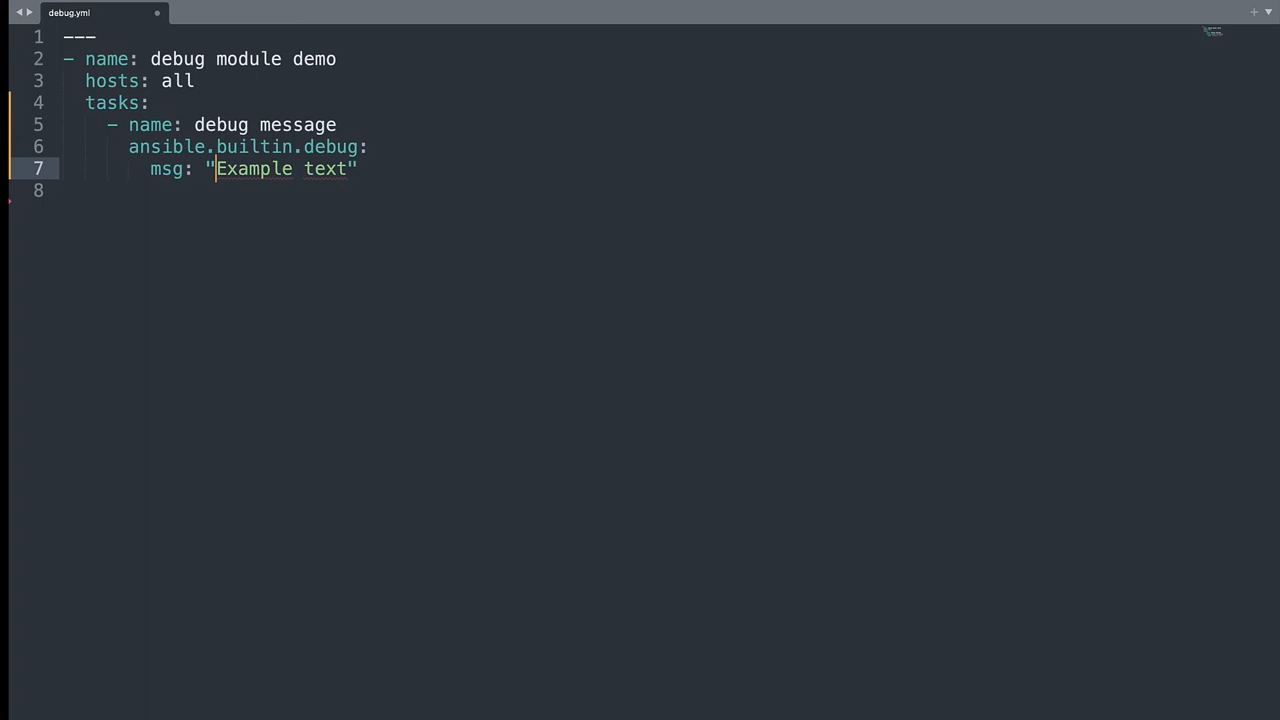 debug.yml
1 ---
2 - name: debug module demo
3   hosts: all
4   tasks:
5     - name: debug message
6       ansible.builtin.debug:
7         msg: "Example text"
8